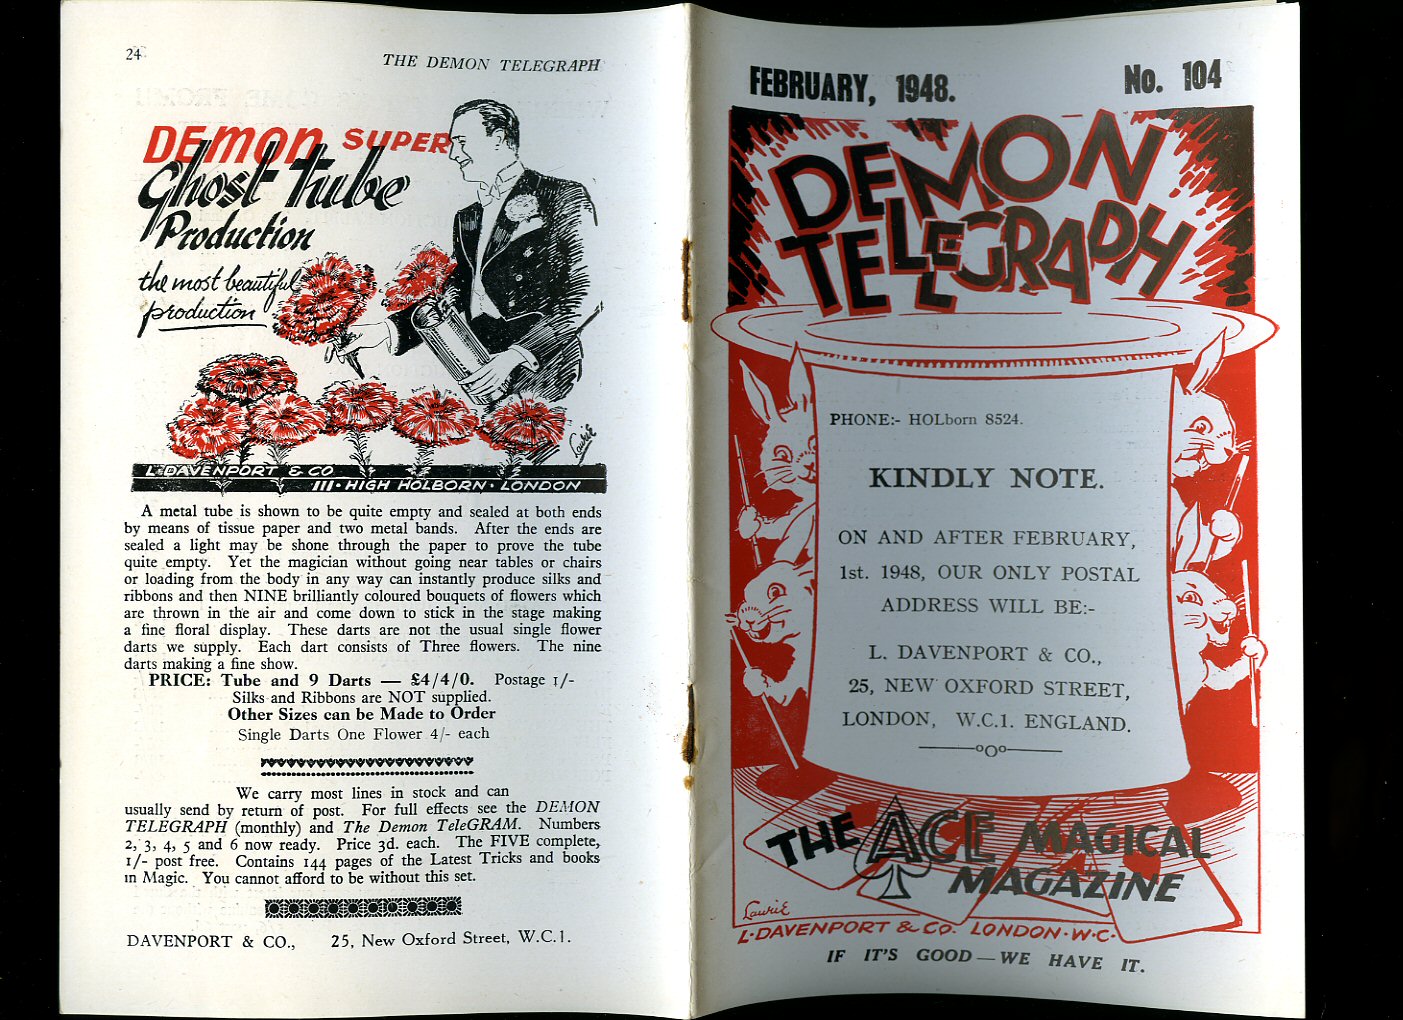 24
THE DEMON TELEGRAPH
DEMON SUPER
Ghost Tube
Production
the most beautiful
production
LauriE
L. DAVENPORT & CO
111 · HIGH HOLBORN · LONDON
A metal tube is shown to be quite empty and sealed at both ends
by means of tissue paper and two metal bands. After the ends are
sealed a light may be shone through the paper to prove the tube
quite empty. Yet the magician without going near tables or chairs
or loading from the body in any way can instantly produce silks and
ribbons and then NINE brilliantly coloured bouquets of flowers which
are thrown in the air and come down to stick in the stage making
a fine floral display. These darts are not the usual single flower
darts we supply. Each dart consists of Three flowers. The nine
darts making a fine show.
PRICE: Tube and 9 Darts — £4/4/0. Postage 1/-
Silks and Ribbons are NOT supplied.
Other Sizes can be Made to Order
Single Darts One Flower 4/- each
We carry most lines in stock and can
usually send by return of post. For full effects see the DEMON
TELEGRAPH (monthly) and The Demon TeleGRAM. Numbers
2, 3, 4, 5 and 6 now ready. Price 3d. each. The FIVE complete,
1/- post free. Contains 144 pages of the Latest Tricks and books
in Magic. You cannot afford to be without this set.
DAVENPORT & CO., 25, New Oxford Street, W.C.1.
FEBRUARY, 1948. No. 104
DEMON
TELEGRAPH
PHONE:- HOLborn 8524.
KINDLY NOTE.
ON AND AFTER FEBRUARY,
1st. 1948, OUR ONLY POSTAL
ADDRESS WILL BE:-
L. DAVENPORT & CO.,
25, NEW OXFORD STREET,
LONDON, W.C.1. ENGLAND.
THE ACE MAGICAL
MAGAZINE
LauriE
L. DAVENPORT & CO. LONDON · W·C·
IF IT'S GOOD — WE HAVE IT.